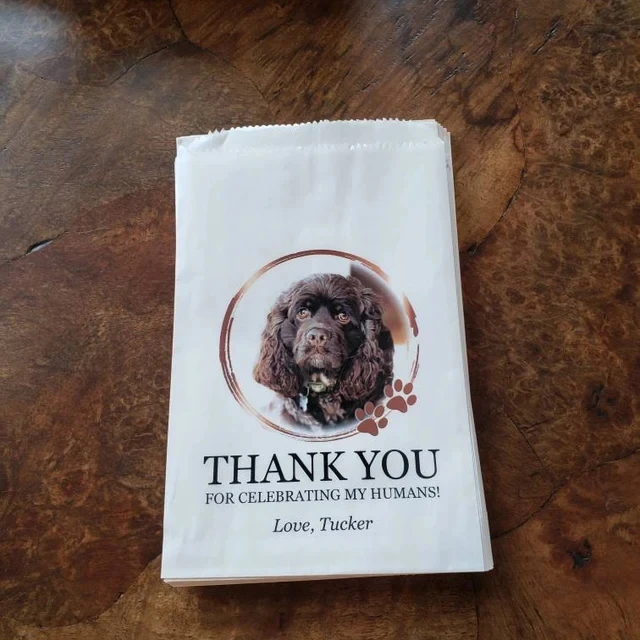 THANK YOU
FOR CELEBRATING MY HUMANS!
Love, Tucker